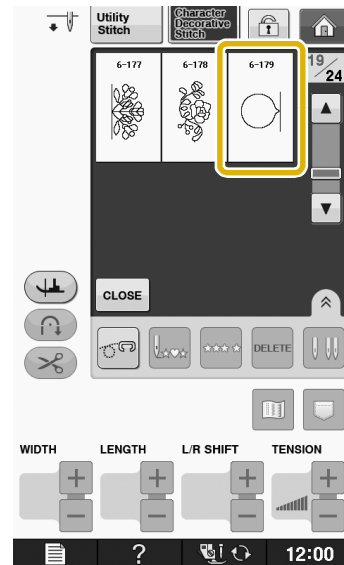 Utility
Stitch
Character
Decorative
Stitch
6-177
6-178
6-179
19/24
CLOSE
DELETE
WIDTH
LENGTH
L/R SHIFT
TENSION
?
12:00